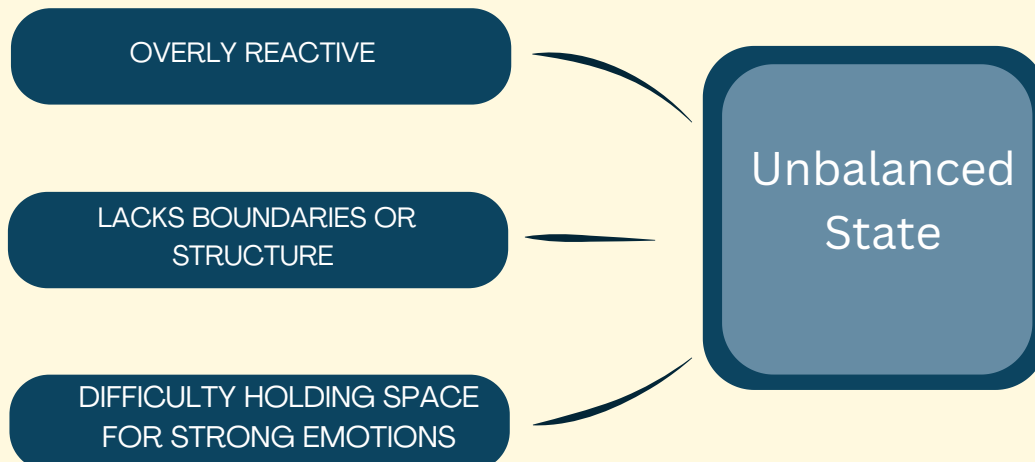 OVERLY REACTIVE
LACKS BOUNDARIES OR
STRUCTURE
DIFFICULTY HOLDING SPACE
FOR STRONG EMOTIONS
Unbalanced
State